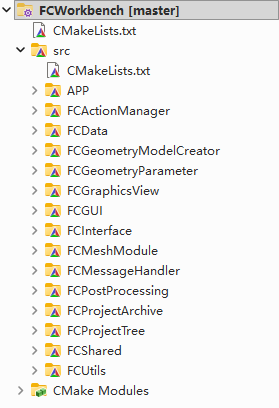 FCWorkbench [master]
CMakeLists.txt
src
CMakeLists.txt
APP
FCActionManager
FCData
FCGeometryModelCreator
FCGeometryParameter
FCGraphicsView
FCGUI
FCInterface
FCMeshModule
FCMessageHandler
FCPostProcessing
FCProjectArchive
FCProjectTree
FCShared
FCUtils
CMake Modules